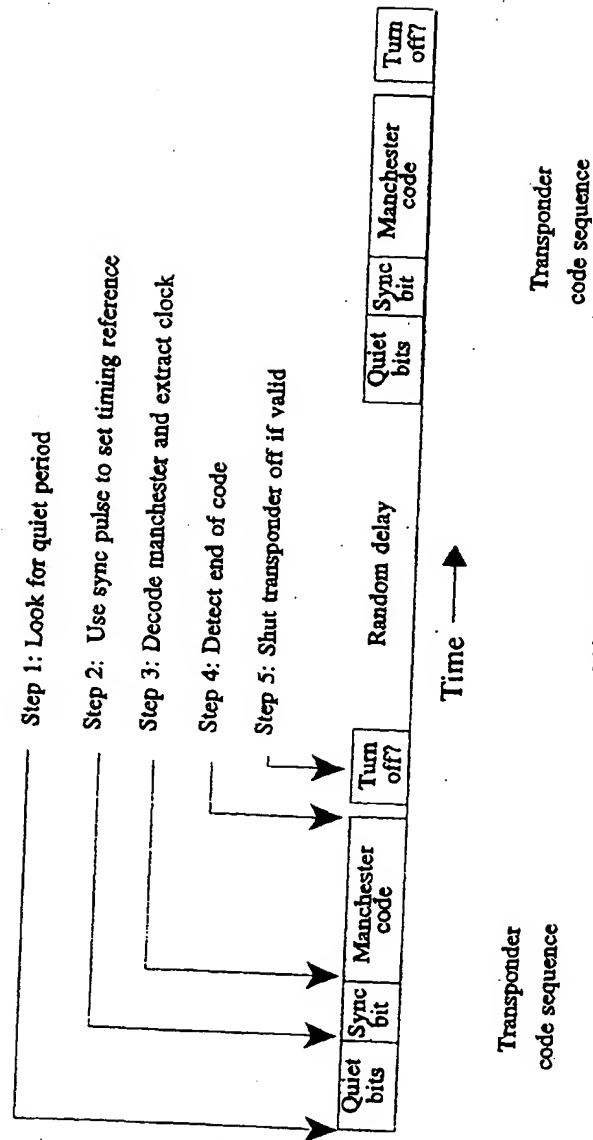 Step 1: Look for quiet period
Step 2: Use sync pulse to set timing reference
Step 3: Decode manchester and extract clock
Step 4: Detect end of code
Step 5: Shut transponder off if valid
Quiet
bits
Sync
bit
Manchester
code
Turn
off?
Random delay
Quiet
bits
Sync
bit
Manchester
code
Turn
off?
Time
Transponder
code sequence
Transponder
code sequence